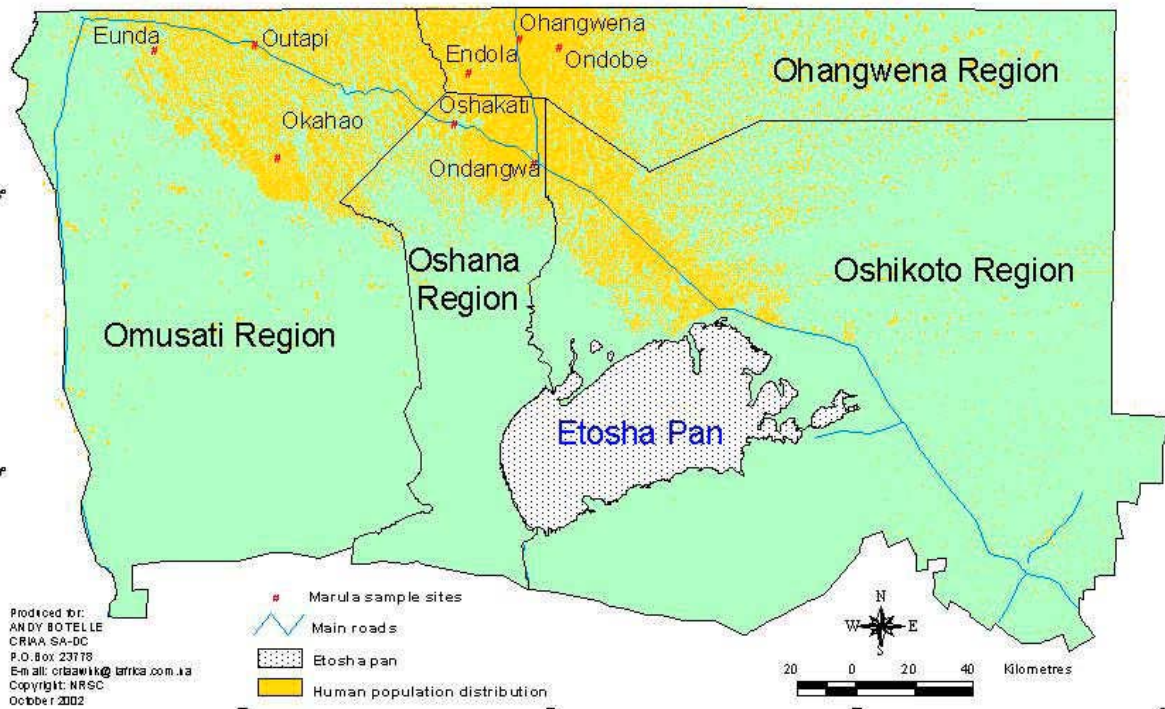 Eunda
Outapi
Ohangwena
Endola
Ondobe
Ohangwena Region
Okahao
Oshakati
Ondangwa
Oshana
Region
Oshikoto Region
Omusati Region
Etosha Pan
Produced for:
ANDY BOTELLE
CRIAA SA-DC
P.O.Box 23778
E-mail:
Copyright: NRSC
October 2002
# Marula sample sites
Main roads
Etosha pan
Human population distribution
N
W E
S
20 0 20 40 Kilometres